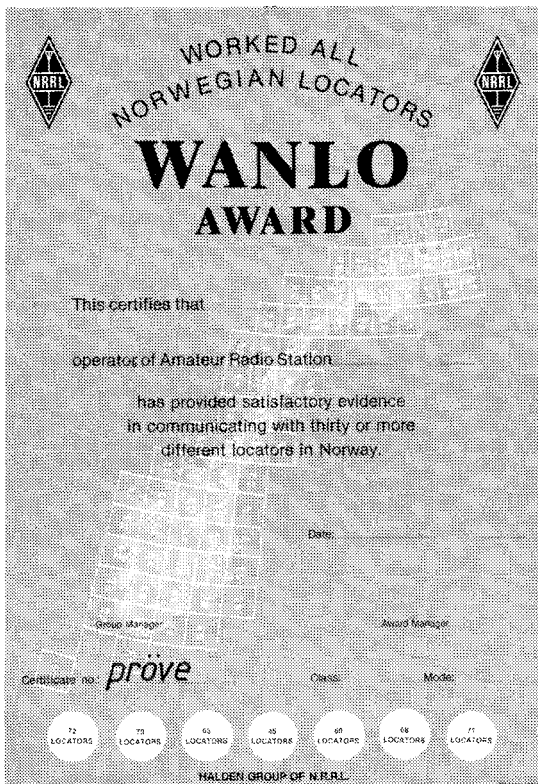 NRRL
NRRL
WORKED ALL
NORWEGIAN LOCATORS
WANLO
AWARD
This certifies that
operator of Amateur Radio Station
has provided satisfactory evidence
in communicating with thirty or more
different locators in Norway.
Date:
Group Manager
Award Manager
Certificate no.: pröve
Class:
Mode:
72 LOCATORS
LOCATORS
LOCATORS
LOCATORS
LOCATORS
LOCATORS
LOCATORS
HALDEN GROUP OF N.R.R.L.